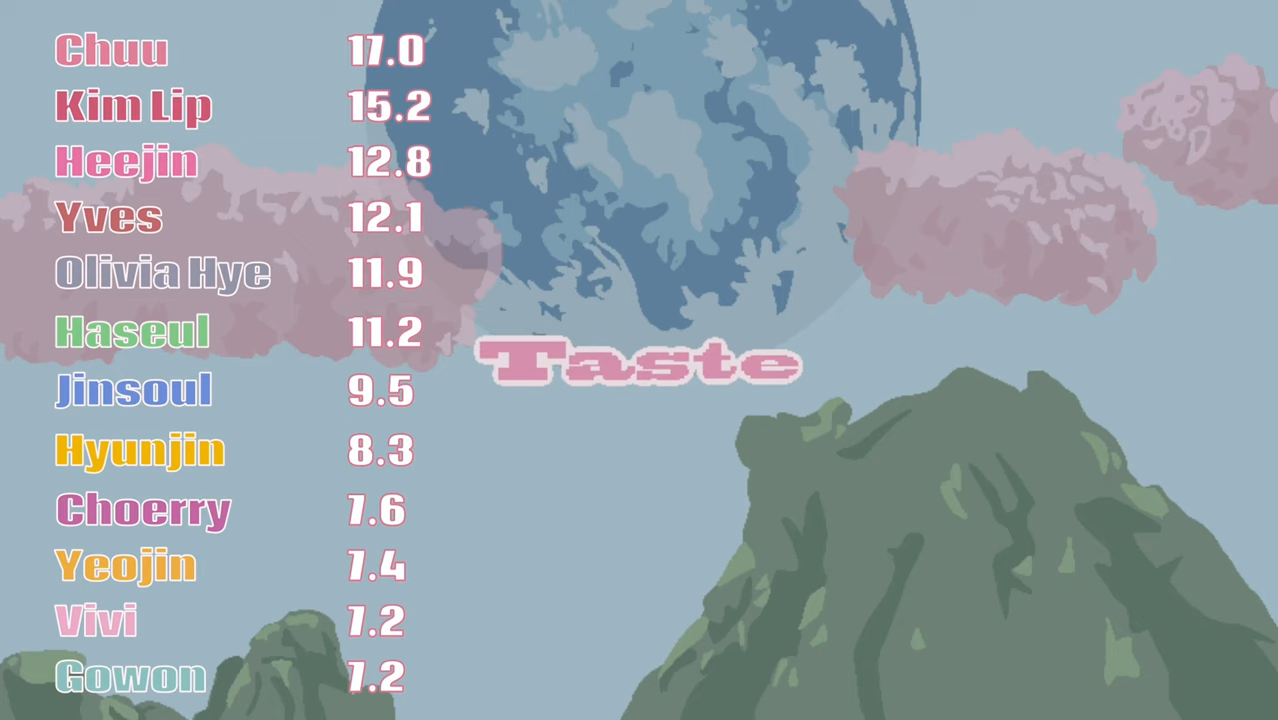 Chuu 17.0
Kim Lip 15.2
Heejin 12.8
Yves 12.1
Olivia Hye 11.9
Haseul 11.2
Taste
Jinsoul 9.5
Hyunjin 8.3
Choerry 7.6
Yeojin 7.4
Vivi 7.2
Gowon 7.2